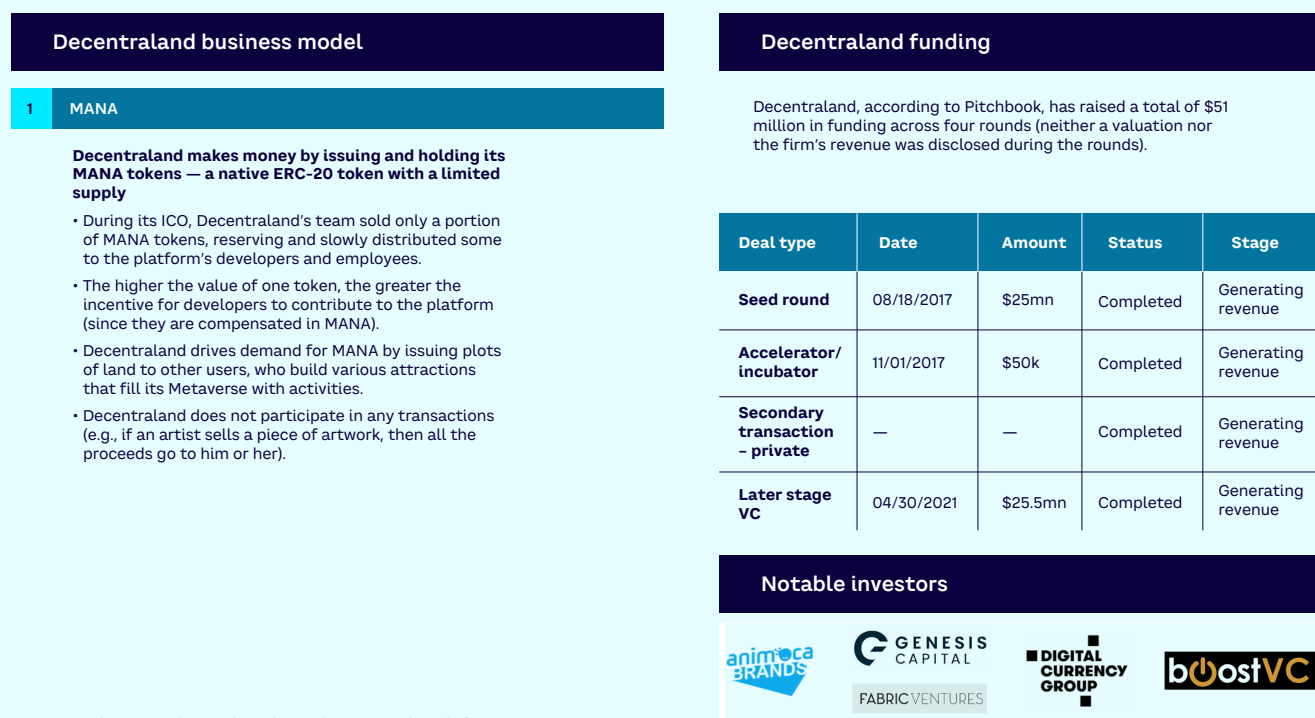 Decentraland business model
1 MANA
Decentraland makes money by issuing and holding its
MANA tokens — a native ERC-20 token with a limited
supply
• During its ICO, Decentraland's team sold only a portion
of MANA tokens, reserving and slowly distributed some
to the platform's developers and employees.
• The higher the value of one token, the greater the
incentive for developers to contribute to the platform
(since they are compensated in MANA).
• Decentraland drives demand for MANA by issuing plots
of land to other users, who build various attractions
that fill its Metaverse with activities.
• Decentraland does not participate in any transactions
(e.g., if an artist sells a piece of artwork, then all the
proceeds go to him or her).
Decentraland funding
Decentraland, according to Pitchbook, has raised a total of $51
million in funding across four rounds (neither a valuation nor
the firm's revenue was disclosed during the rounds).
Deal type Date Amount Status Stage
Seed round 08/18/2017 $25mn Completed Generating
revenue
Accelerator/
incubator 11/01/2017 $50k Completed Generating
revenue
Secondary
transaction
– private — — Completed Generating
revenue
Later stage
VC 04/30/2021 $25.5mn Completed Generating
revenue
Notable investors
animoca
BRANDS
GENESIS
CAPITAL
FABRIC VENTURES
DIGITAL
CURRENCY
GROUP
boostVC